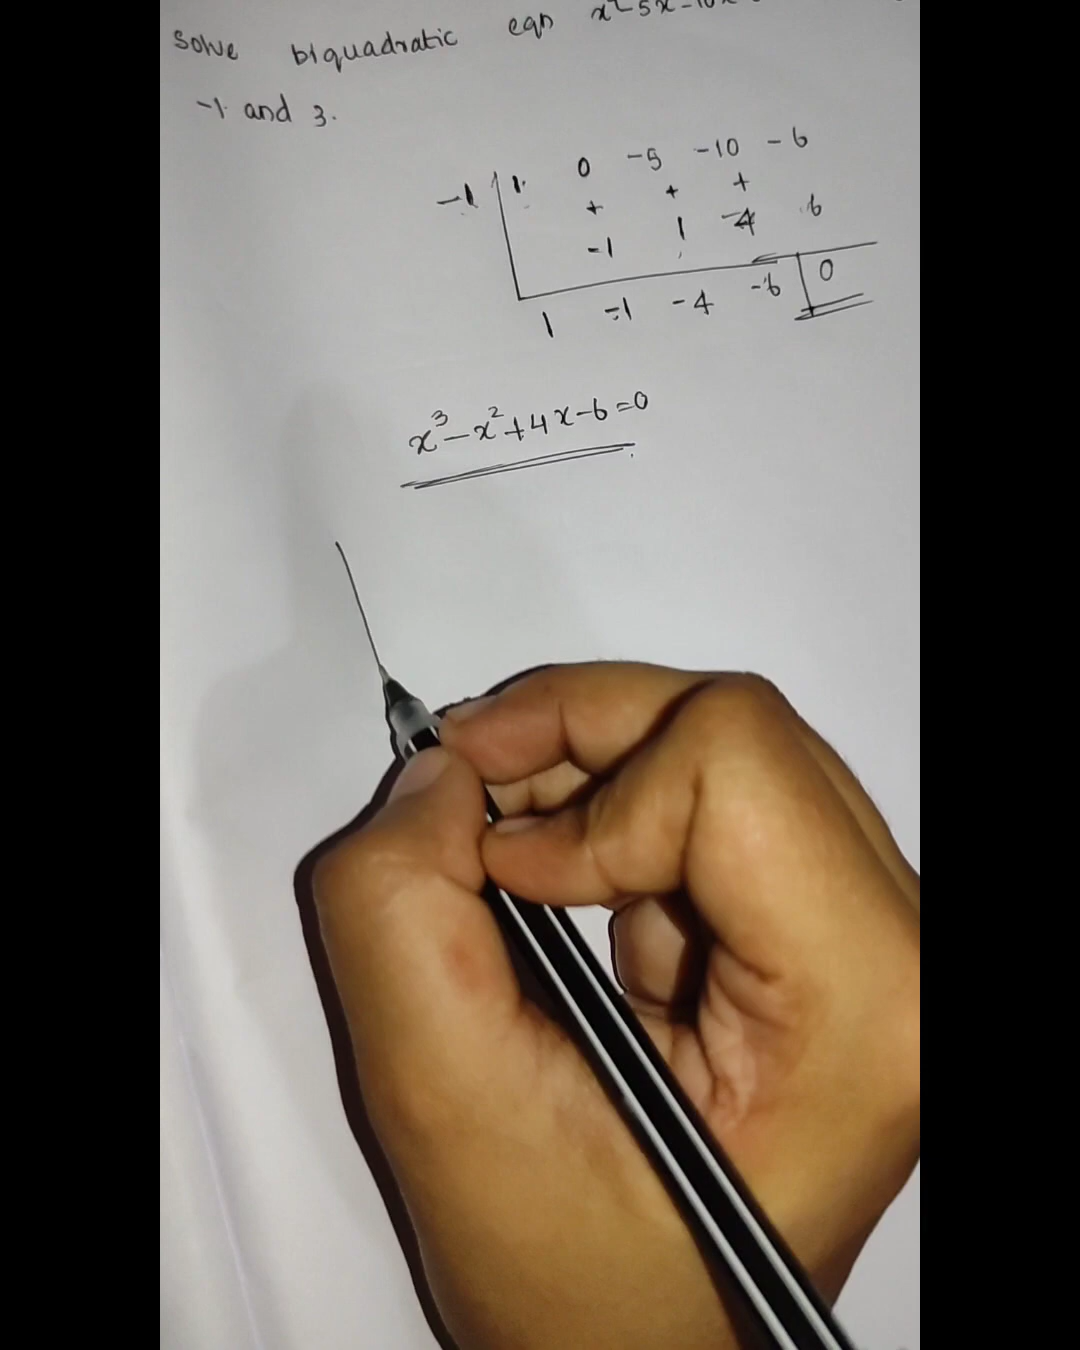 Solve biquadratic eqn
-1 and 3.
0 -5 -10 - 6
-1 1
+ + +
-1 1 -4 6
1 -1 -4 -6 0
x³-x²+4x-6=0